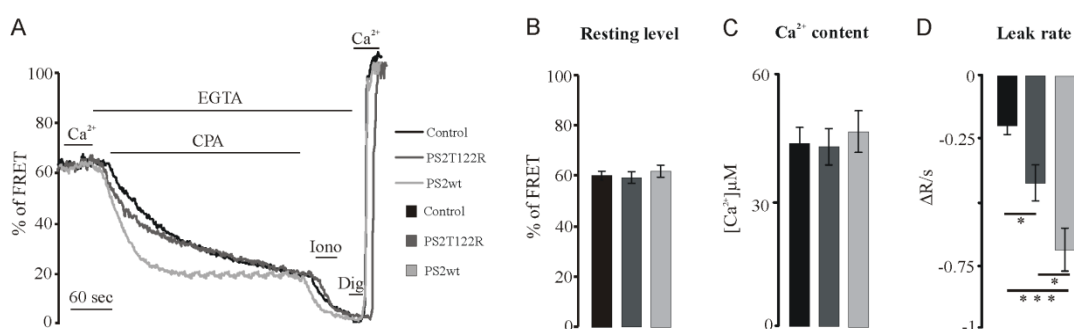 A
Ca²⁺
EGTA
CPA
Ca²⁺
Control
PS2T122R
PS2wt
Control
PS2T122R
PS2wt
Iono
Dig
60 sec
% of FRET
100
80
60
40
20
0
B
Resting level
% of FRET
100
80
60
40
20
0
C
Ca²⁺ content
[Ca²⁺]μM
60
30
0
D
Leak rate
ΔR/s
0
-0.25
-0.75
-1
*
*
***